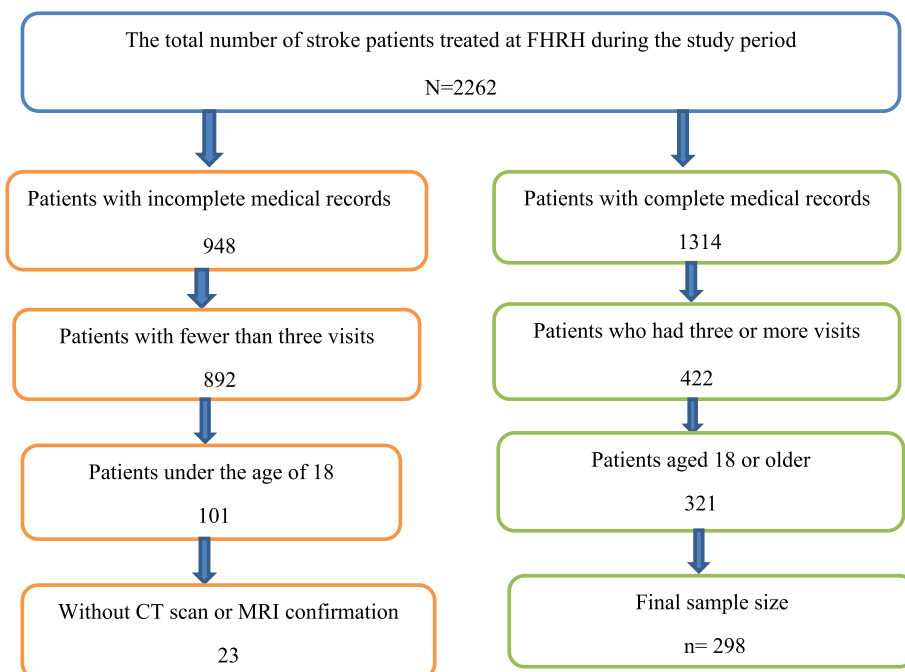 The total number of stroke patients treated at FHRH during the study period
N=2262
Patients with incomplete medical records
948
Patients with complete medical records
1314
Patients with fewer than three visits
892
Patients who had three or more visits
422
Patients under the age of 18
101
Patients aged 18 or older
321
Without CT scan or MRI confirmation
23
Final sample size
n= 298